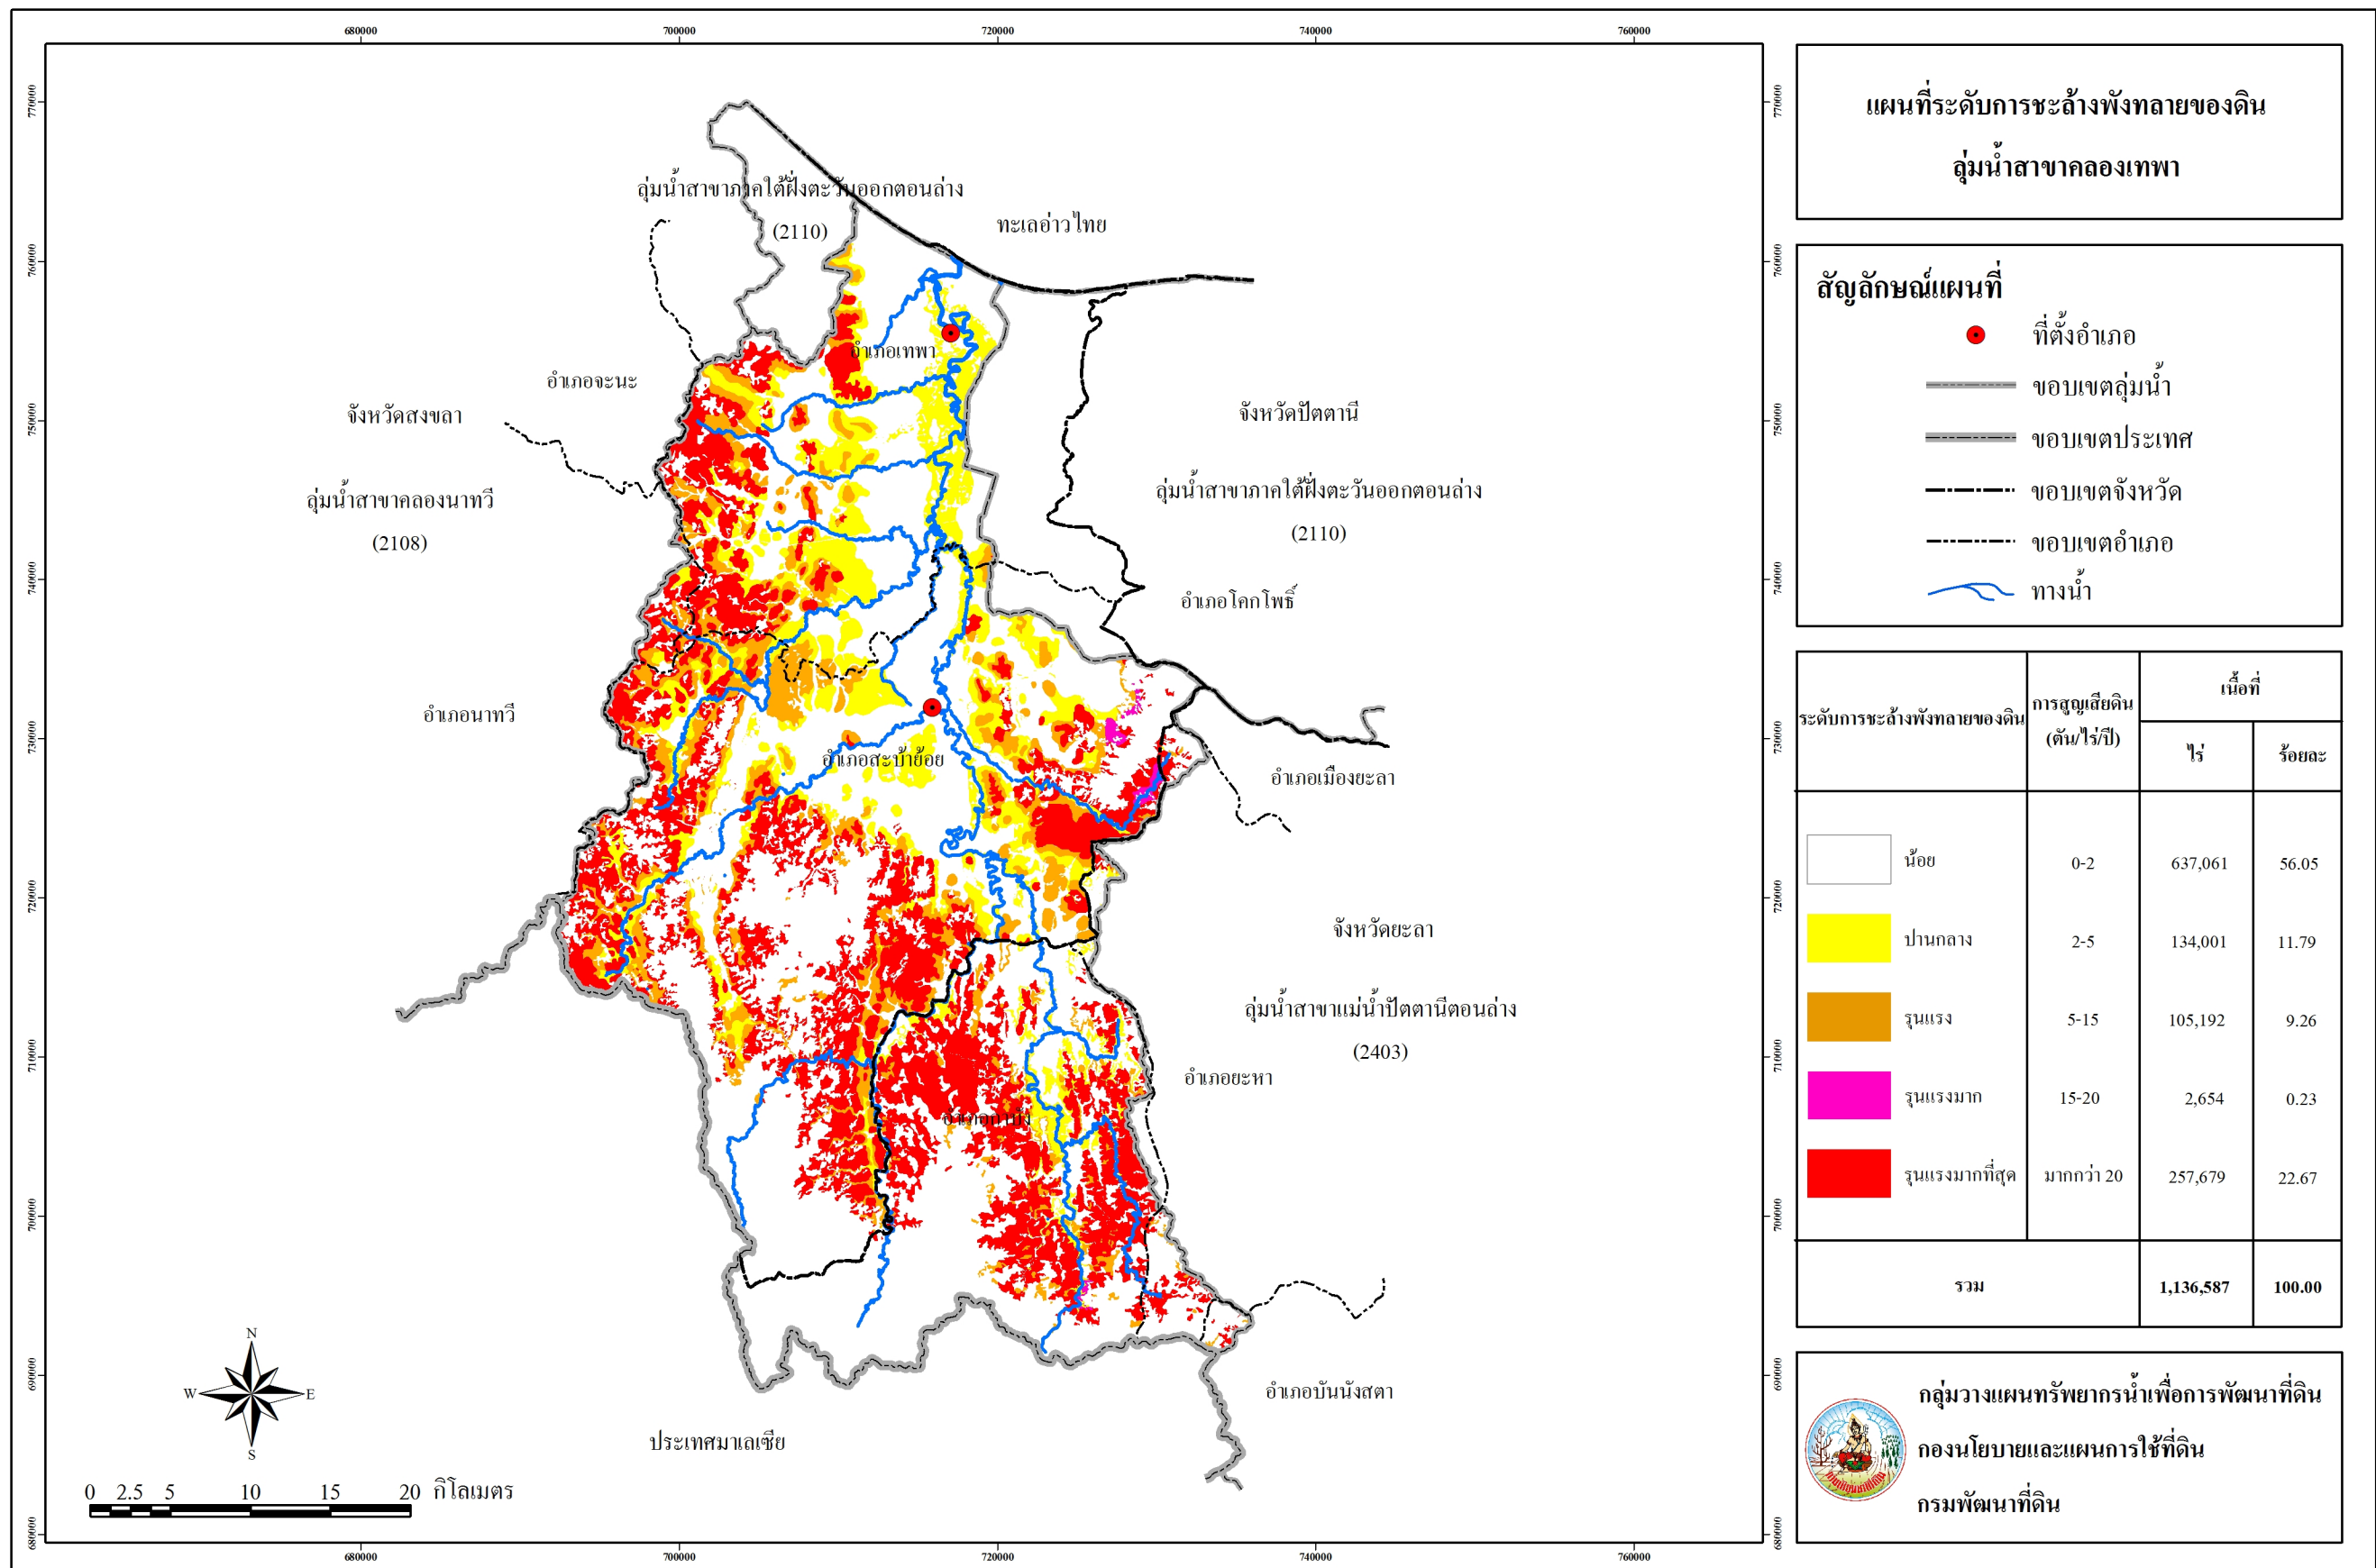 680000 700000 720000 740000 760000
770000 770000
760000 760000
750000 750000
740000 740000
730000 730000
720000 720000
710000 710000
700000 700000
690000 690000
680000 680000
680000 700000 720000 740000 760000
ลุ่มน้ำสาขาภาคใต้ฝั่งตะวันออกตอนล่าง
(2110)
ทะเลอ่าวไทย
อำเภอเทพา
อำเภอจะนะ
จังหวัดสงขลา
จังหวัดปัตตานี
ลุ่มน้ำสาขาคลองนาทวี
(2108)
ลุ่มน้ำสาขาภาคใต้ฝั่งตะวันออกตอนล่าง
(2110)
อำเภอโคกโพธิ์
อำเภอนาทวี
อำเภอสะบ้าย้อย
อำเภอเมืองยะลา
จังหวัดยะลา
ลุ่มน้ำสาขาแม่น้ำปัตตานีตอนล่าง
(2403)
อำเภอยะหา
อำเภอกาบัง
อำเภอบันนังสตา
ประเทศมาเลเซีย
N
W E
S
0 2.5 5 10 15 20 กิโลเมตร
แผนที่ระดับการชะล้างพังทลายของดิน
ลุ่มน้ำสาขาคลองเทพา
สัญลักษณ์แผนที่
ที่ตั้งอำเภอ
ขอบเขตลุ่มน้ำ
ขอบเขตประเทศ
ขอบเขตจังหวัด
ขอบเขตอำเภอ
ทางน้ำ
ระดับการชะล้างพังทลายของดิน การสูญเสียดิน เนื้อที่
(ตัน/ไร่/ปี) ไร่ ร้อยละ
น้อย 0-2 637,061 56.05
ปานกลาง 2-5 134,001 11.79
รุนแรง 5-15 105,192 9.26
รุนแรงมาก 15-20 2,654 0.23
รุนแรงมากที่สุด มากกว่า 20 257,679 22.67
รวม 1,136,587 100.00
กลุ่มวางแผนทรัพยากรน้ำเพื่อการพัฒนาที่ดิน
กองนโยบายและแผนการใช้ที่ดิน
กรมพัฒนาที่ดิน